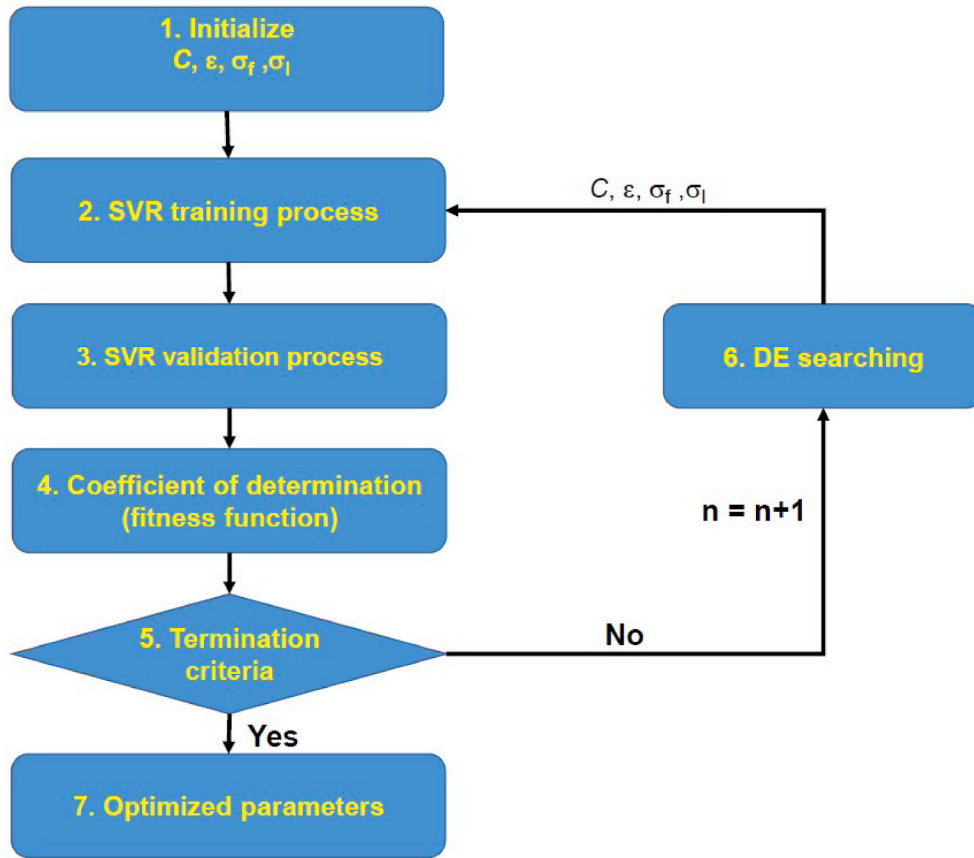 1. Initialize
C, ε, σf ,σl
2. SVR training process
C, ε, σf ,σl
3. SVR validation process
6. DE searching
4. Coefficient of determination
(fitness function)
n = n+1
5. Termination
criteria
No
Yes
7. Optimized parameters